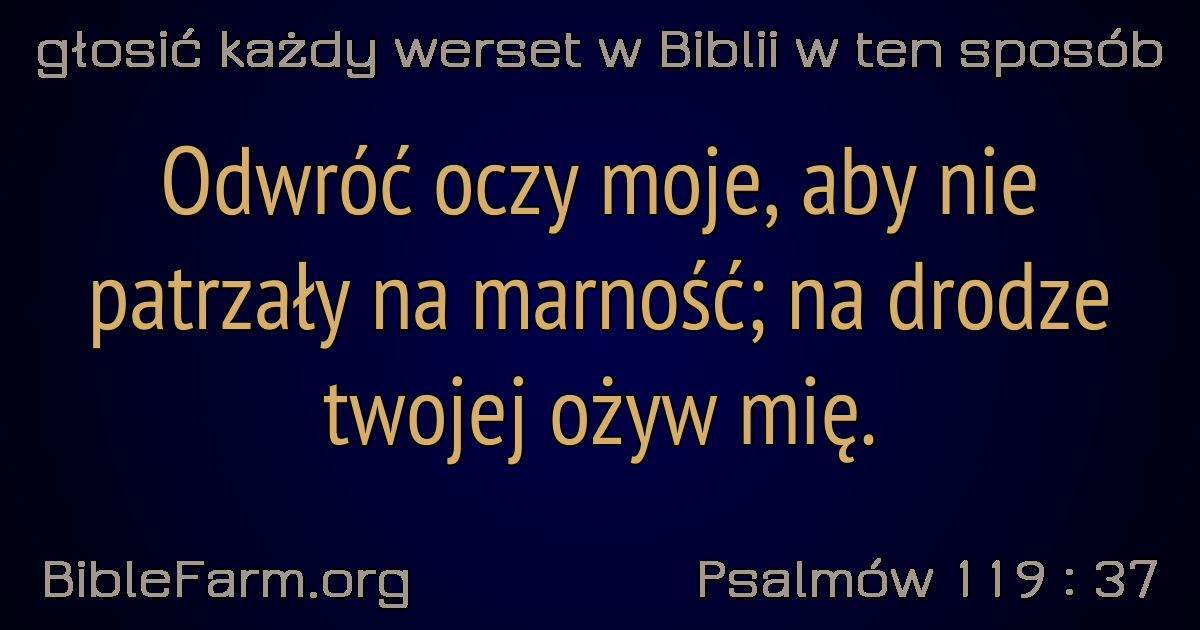 głosić każdy werset w Biblii w ten sposób
Odwróć oczy moje, aby nie
patrzały na marność; na drodze
twojej ożyw mię.
BibleFarm.org
Psalmów 119 : 37